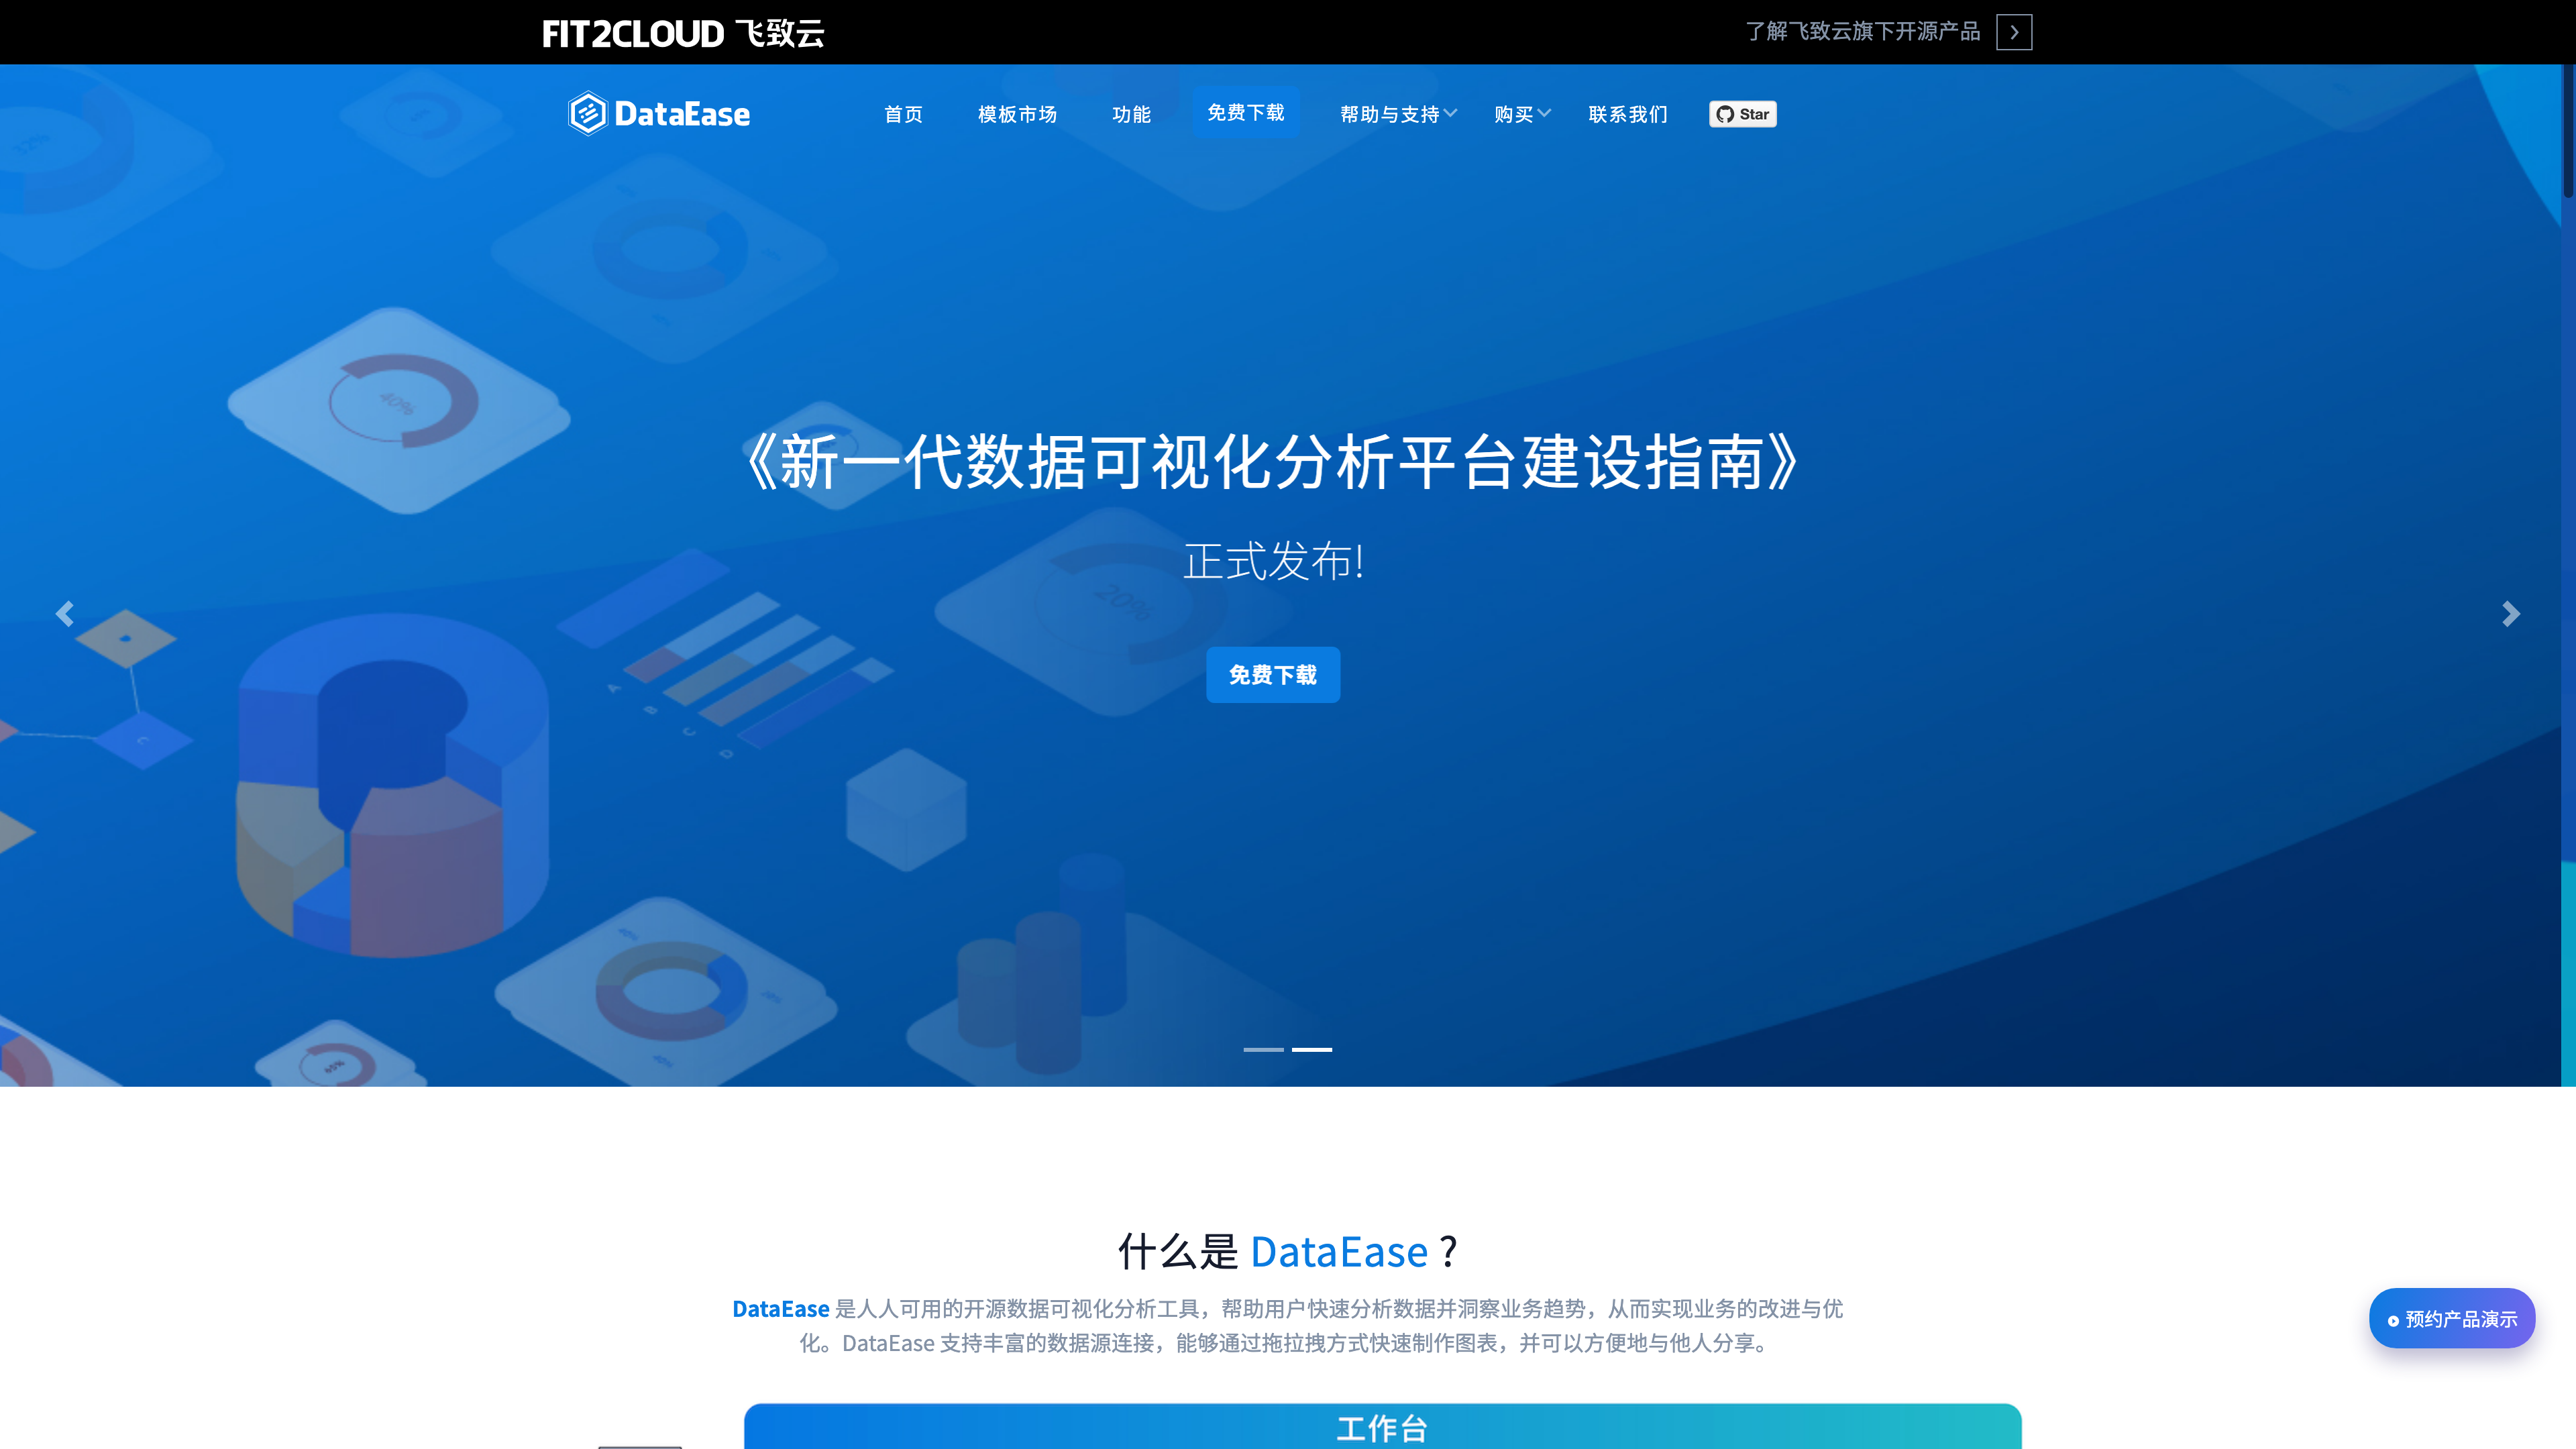 FIT2CLOUD 飞致云
了解飞致云旗下开源产品
DataEase
首页
模板市场
功能
免费下载
帮助与支持
购买
联系我们
Star
《新一代数据可视化分析平台建设指南》
正式发布!
免费下载
40%
20%
A
B
C
D
C
什么是 DataEase ?
DataEase 是人人可用的开源数据可视化分析工具，帮助用户快速分析数据并洞察业务趋势，从而实现业务的改进与优
化。DataEase 支持丰富的数据源连接，能够通过拖拉拽方式快速制作图表，并可以方便地与他人分享。
预约产品演示
工作台